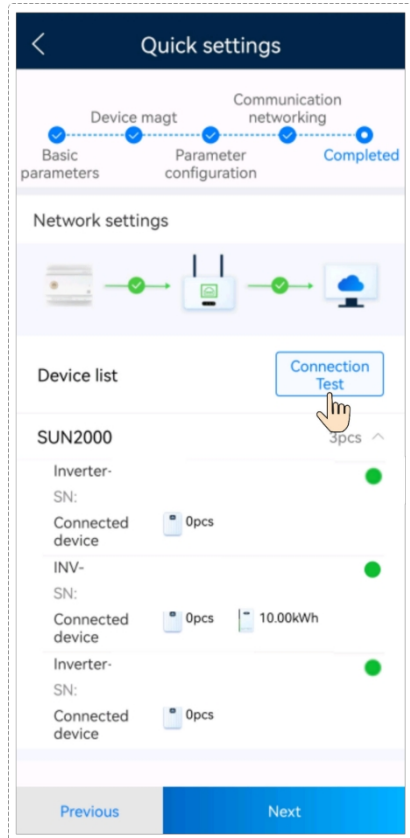 Quick settings
Device magt
Communication
networking
Basic
parameters
Parameter
configuration
Completed
Network settings
Device list
Connection
Test
SUN2000
3pcs
Inverter-
SN:
Connected
device
0pcs
INV-
SN:
Connected
device
0pcs
10.00kWh
Inverter-
SN:
Connected
device
0pcs
Previous
Next